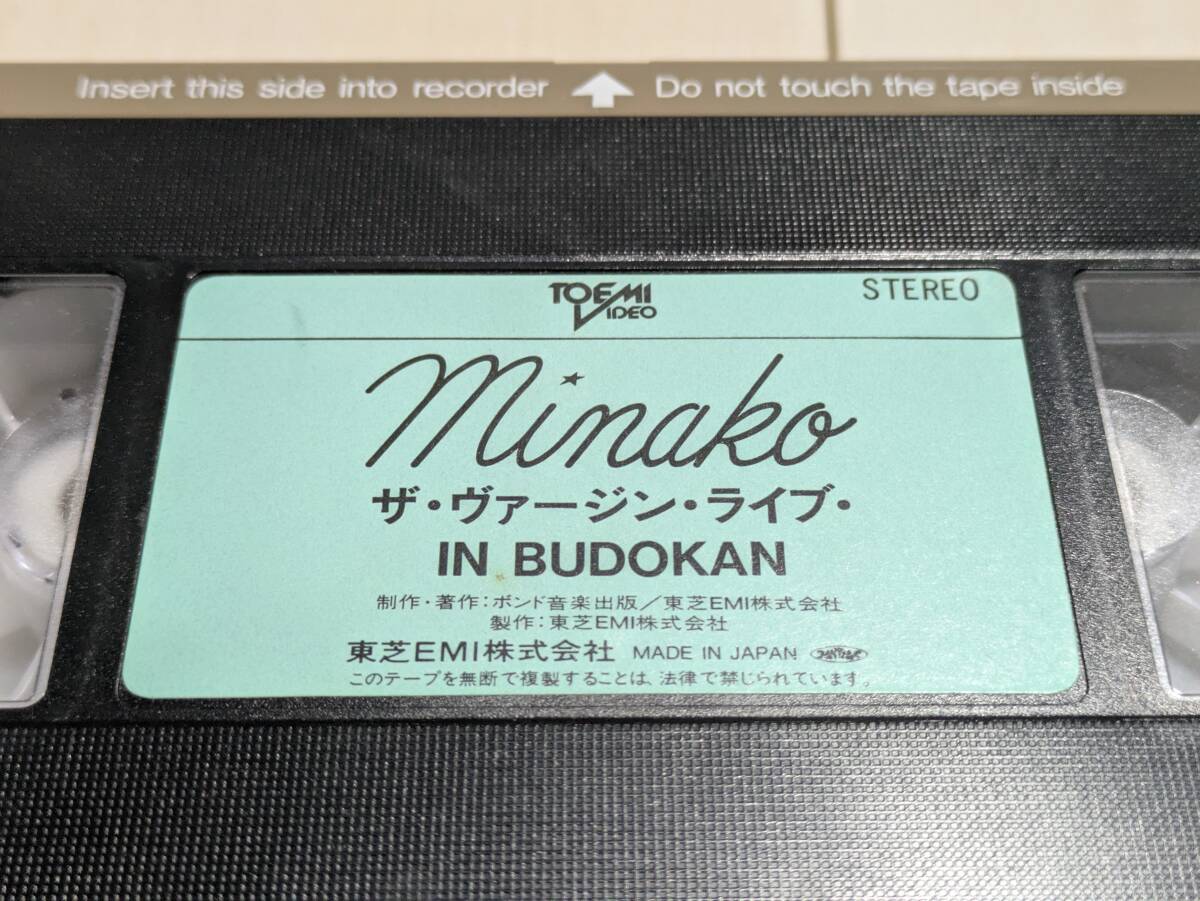 Insert this side into recorder Do not touch the tape inside
TOEMI VIDEO
STEREO
Minako
ザ・ヴァージン・ライブ・
IN BUDOKAN
制作・著作：ボンド音楽出版／東芝EMI株式会社
製作：東芝EMI株式会社
東芝EMI株式会社 MADE IN JAPAN
このテープを無断で複製することは、法律で禁じられています。